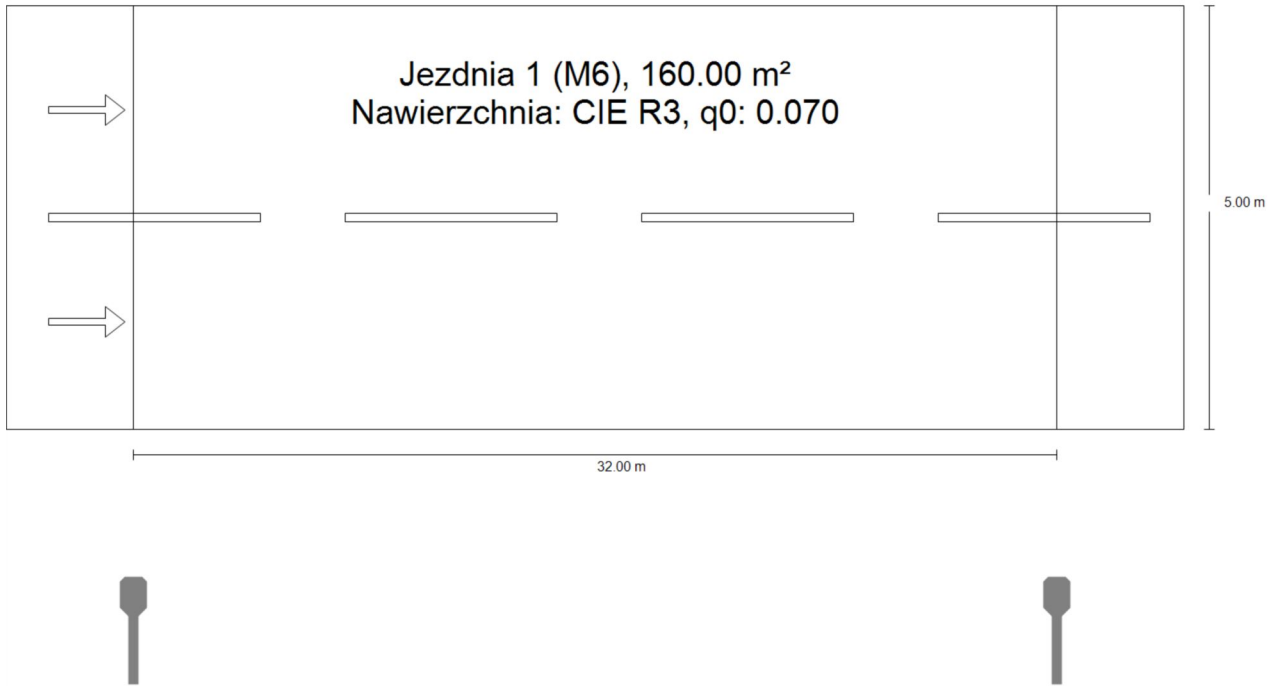 Jezdnia 1 (M6), 160.00 m²
Nawierzchnia: CIE R3, q0: 0.070
5.00 m
32.00 m